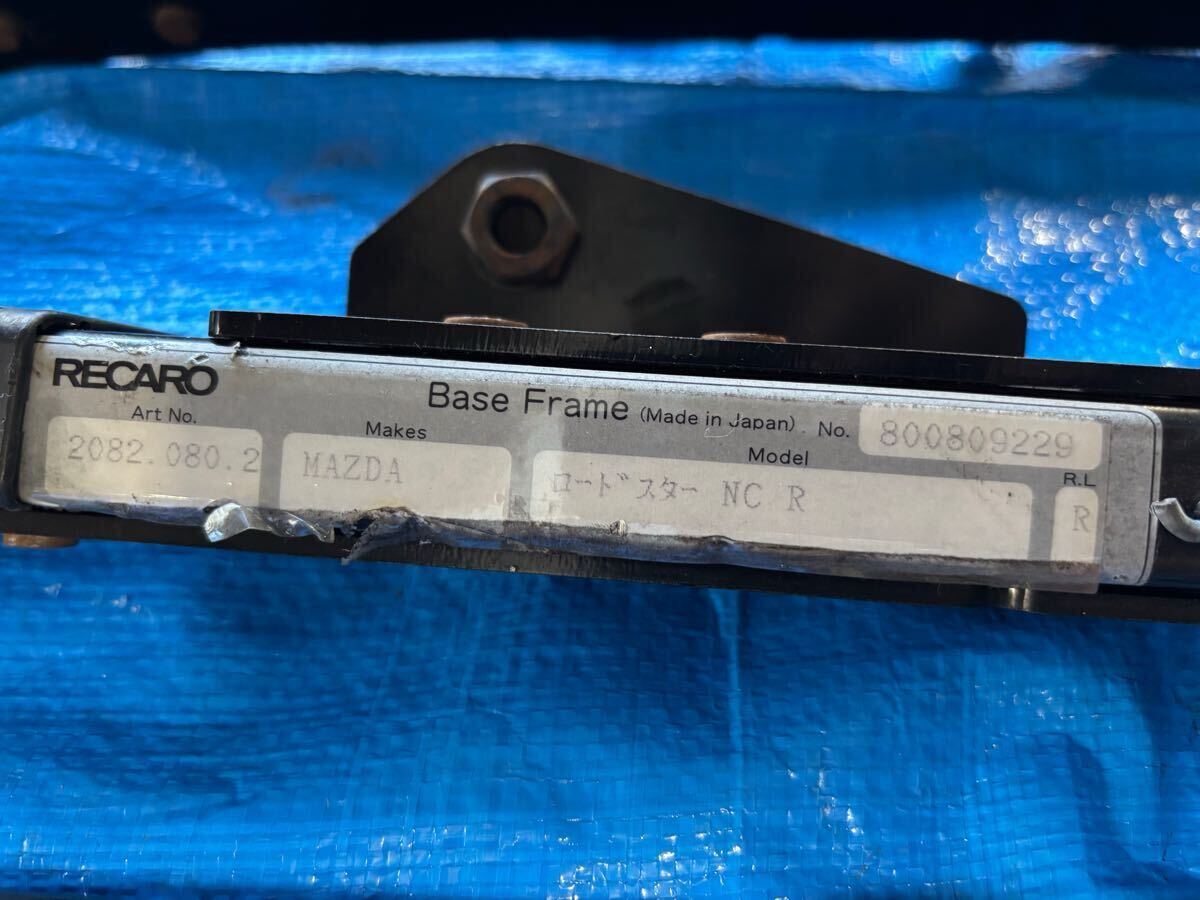 RECARO
Base Frame (Made in Japan) No. 800809229
Art No. Makes Model R.L
2082.080.2 MAZDA ロードスター NC R R